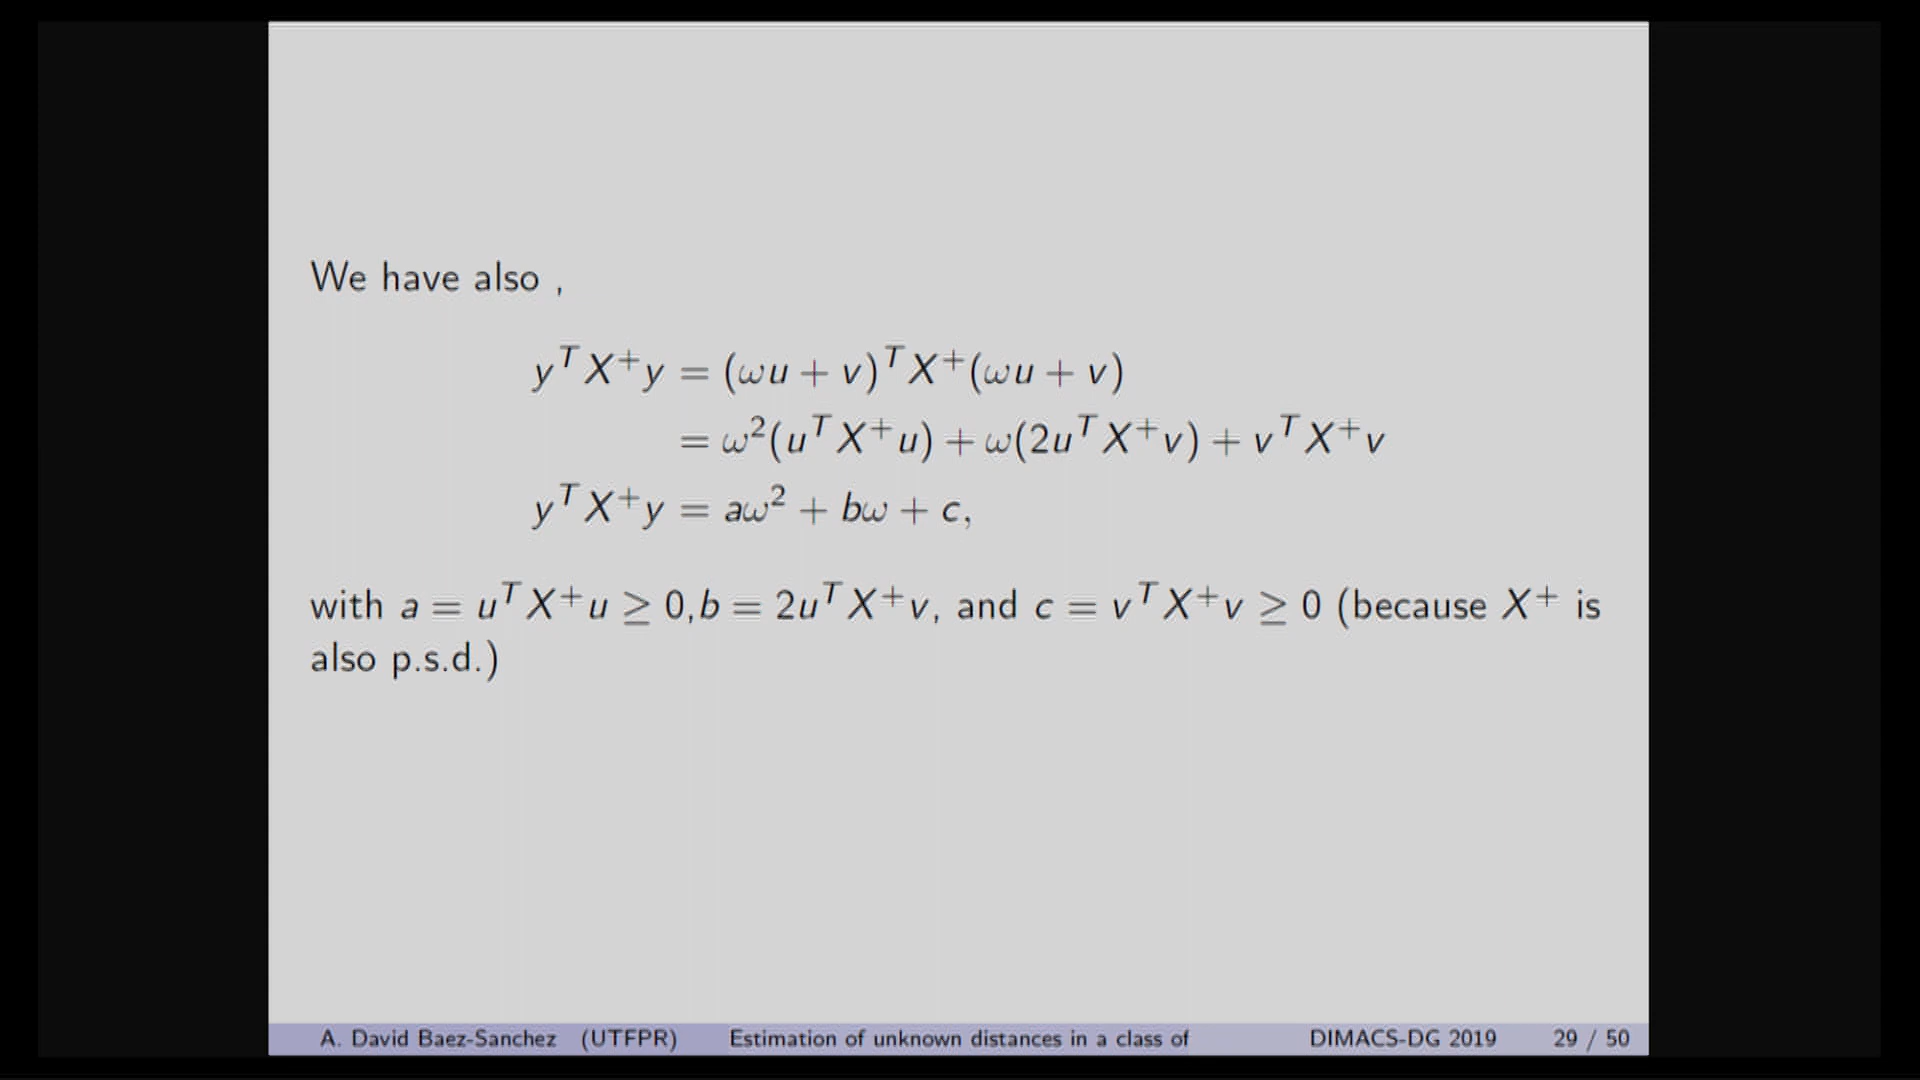 We have also ,
y^T X^+ y = (ωu + v)^T X^+ (ωu + v)
= ω^2(u^T X^+ u) + ω(2u^T X^+ v) + v^T X^+ v
y^T X^+ y = aω^2 + bω + c,
with a = u^T X^+ u ≥ 0, b = 2u^T X^+ v, and c = v^T X^+ v ≥ 0 (because X^+ is
also p.s.d.)
A. David Baez-Sanchez (UTFPR) Estimation of unknown distances in a class of DIMACS-DG 2019 29 / 50